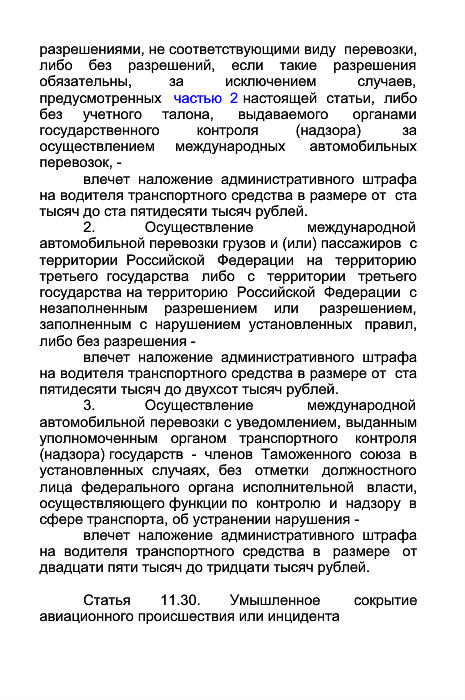 разрешениями, не соответствующими виду перевозки,
либо без разрешений, если такие разрешения
обязательны, за исключением случаев,
предусмотренных частью 2 настоящей статьи, либо
без учетного талона, выдаваемого органами
государственного контроля (надзора) за
осуществлением международных автомобильных
перевозок, -
влечет наложение административного штрафа
на водителя транспортного средства в размере от ста
тысяч до ста пятидесяти тысяч рублей.
2. Осуществление международной
автомобильной перевозки грузов и (или) пассажиров с
территории Российской Федерации на территорию
третьего государства либо с территории третьего
государства на территорию Российской Федерации с
незаполненным разрешением или разрешением,
заполненным с нарушением установленных правил,
либо без разрешения -
влечет наложение административного штрафа
на водителя транспортного средства в размере от ста
пятидесяти тысяч до двухсот тысяч рублей.
3. Осуществление международной
автомобильной перевозки с уведомлением, выданным
уполномоченным органом транспортного контроля
(надзора) государств - членов Таможенного союза в
установленных случаях, без отметки должностного
лица федерального органа исполнительной власти,
осуществляющего функции по контролю и надзору в
сфере транспорта, об устранении нарушения -
влечет наложение административного штрафа
на водителя транспортного средства в размере от
двадцати пяти тысяч до тридцати тысяч рублей.
Статья 11.30. Умышленное сокрытие
авиационного происшествия или инцидента